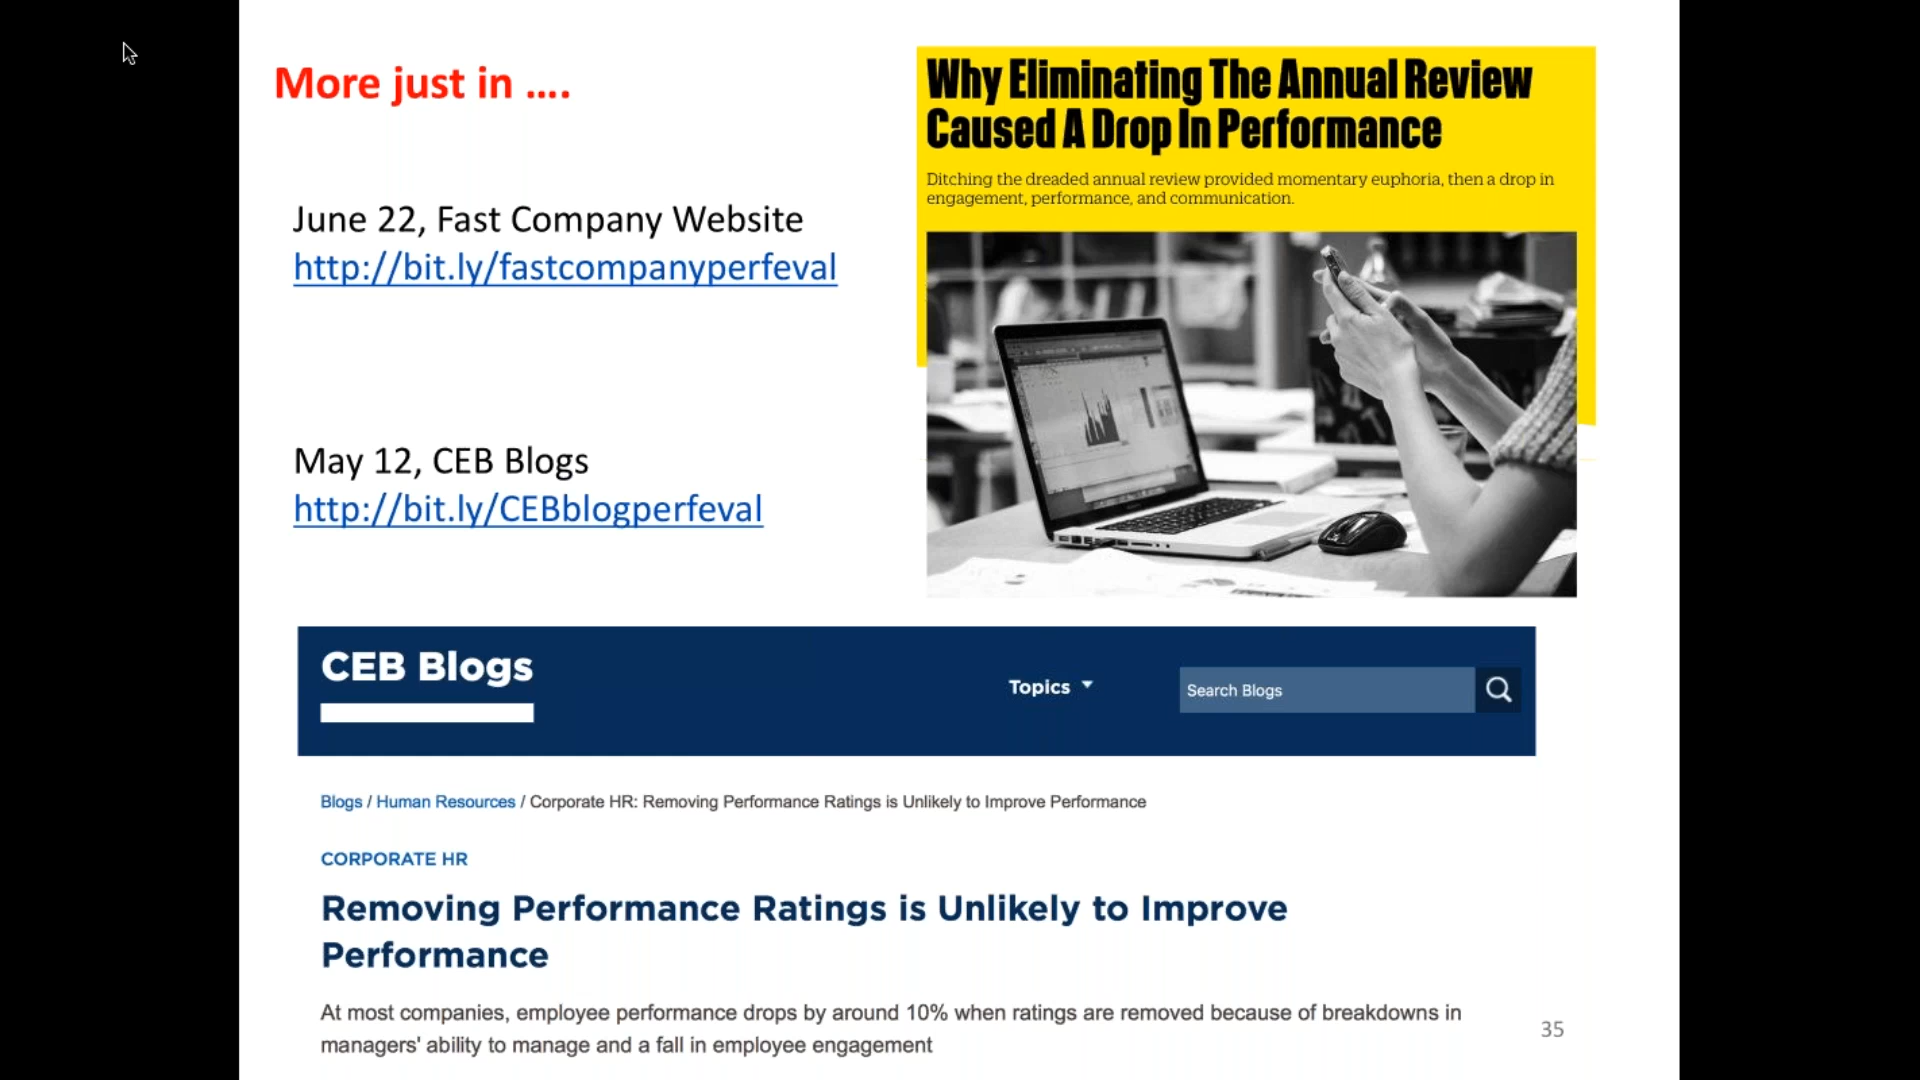 More just in ....
June 22, Fast Company Website
http://bit.ly/fastcompanyperfeval
May 12, CEB Blogs
http://bit.ly/CEBblogperfeval
Why Eliminating The Annual Review
Caused A Drop In Performance
Ditching the dreaded annual review provided momentary euphoria, then a drop in
engagement, performance, and communication.
CEB Blogs
Topics
Search Blogs
Blogs / Human Resources / Corporate HR: Removing Performance Ratings is Unlikely to Improve Performance
CORPORATE HR
Removing Performance Ratings is Unlikely to Improve
Performance
At most companies, employee performance drops by around 10% when ratings are removed because of breakdowns in
managers' ability to manage and a fall in employee engagement
35